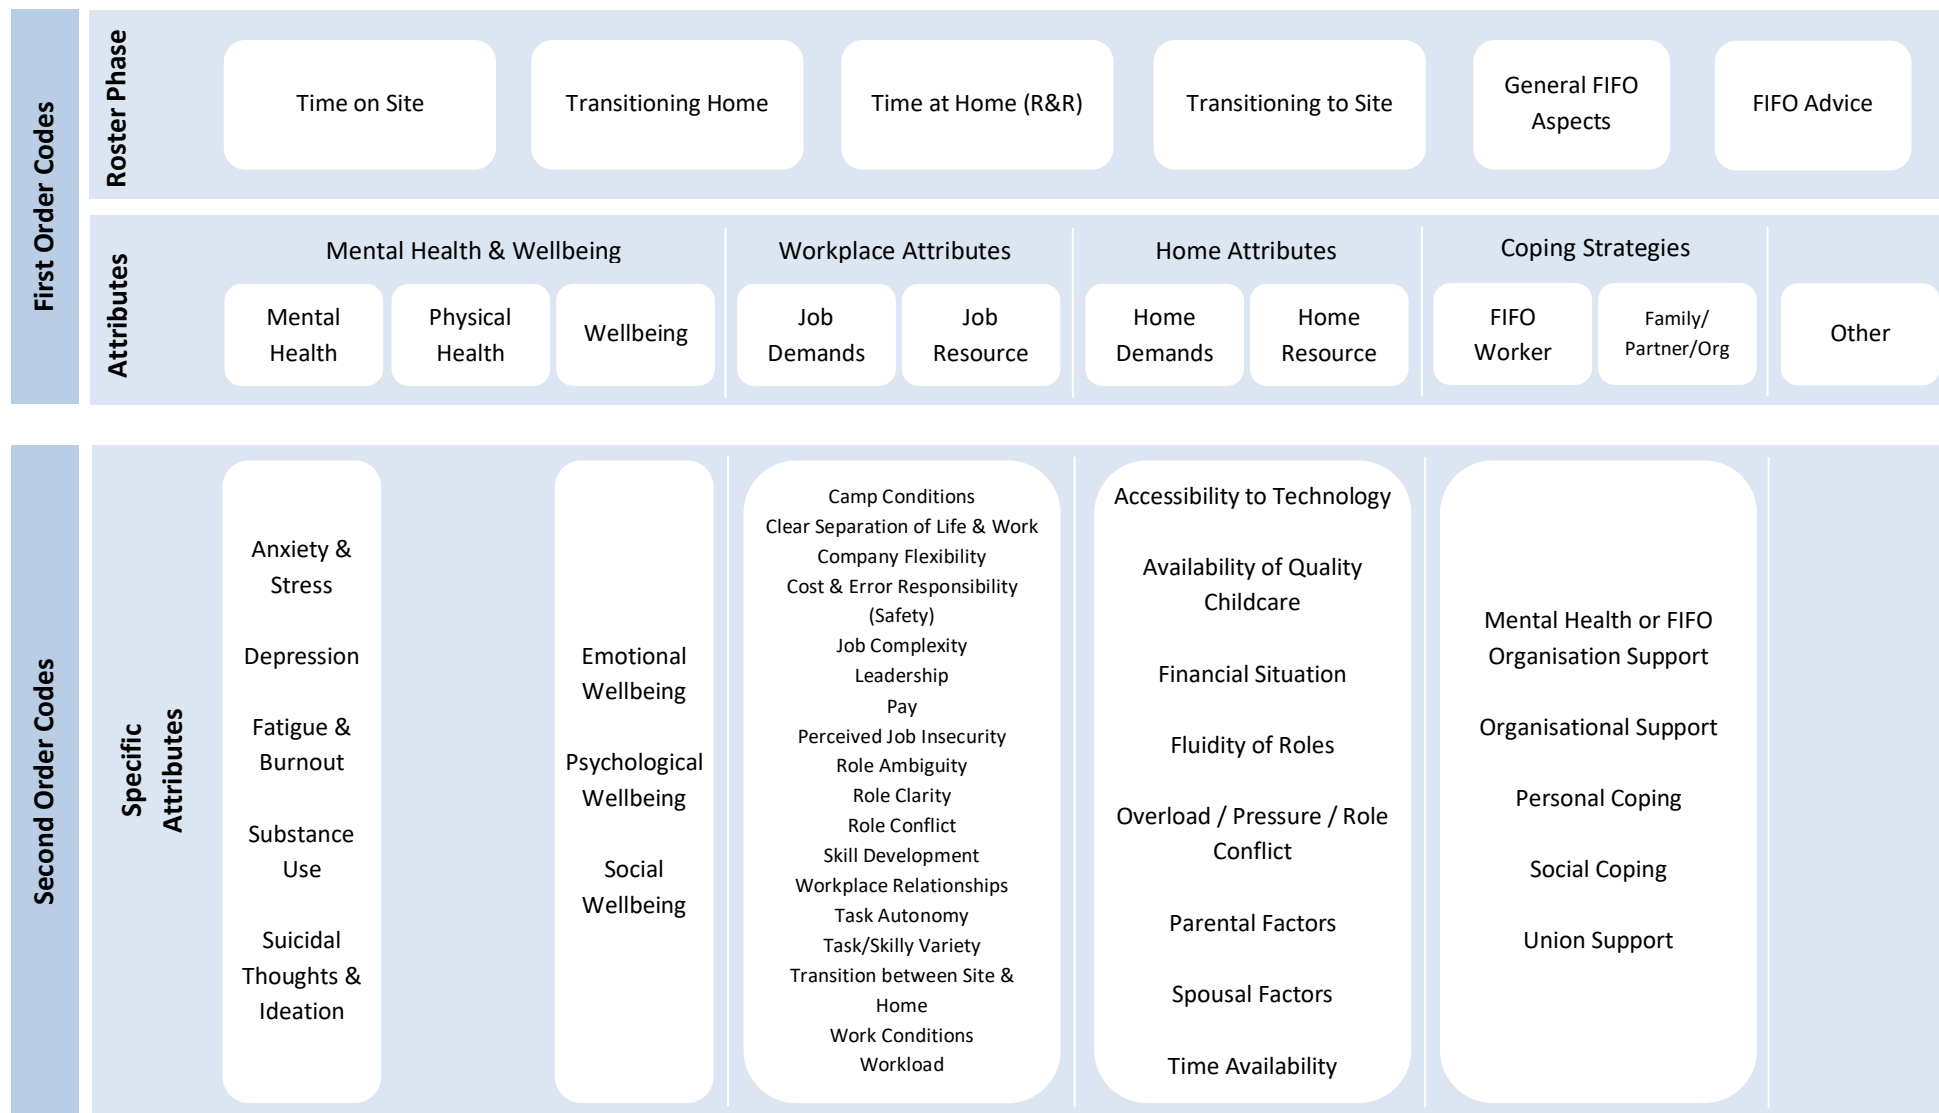 First Order Codes
Roster Phase
Time on Site
Transitioning Home
Time at Home (R&R)
Transitioning to Site
General FIFO
Aspects
FIFO Advice
Attributes
Mental Health & Wellbeing
Mental
Health
Physical
Health
Wellbeing
Workplace Attributes
Job
Demands
Job
Resource
Home Attributes
Home
Demands
Home
Resource
Coping Strategies
FIFO
Worker
Family/
Partner/Org
Other
Second Order Codes
Specific
Attributes
Anxiety &
Stress
Depression
Fatigue &
Burnout
Substance
Use
Suicidal
Thoughts &
Ideation
Emotional
Wellbeing
Psychological
Wellbeing
Social
Wellbeing
Camp Conditions
Clear Separation of Life & Work
Company Flexibility
Cost & Error Responsibility
(Safety)
Job Complexity
Leadership
Pay
Perceived Job Insecurity
Role Ambiguity
Role Clarity
Role Conflict
Skill Development
Workplace Relationships
Task Autonomy
Task/Skilly Variety
Transition between Site &
Home
Work Conditions
Workload
Accessibility to Technology
Availability of Quality
Childcare
Financial Situation
Fluidity of Roles
Overload / Pressure / Role
Conflict
Parental Factors
Spousal Factors
Time Availability
Mental Health or FIFO
Organisation Support
Organisational Support
Personal Coping
Social Coping
Union Support